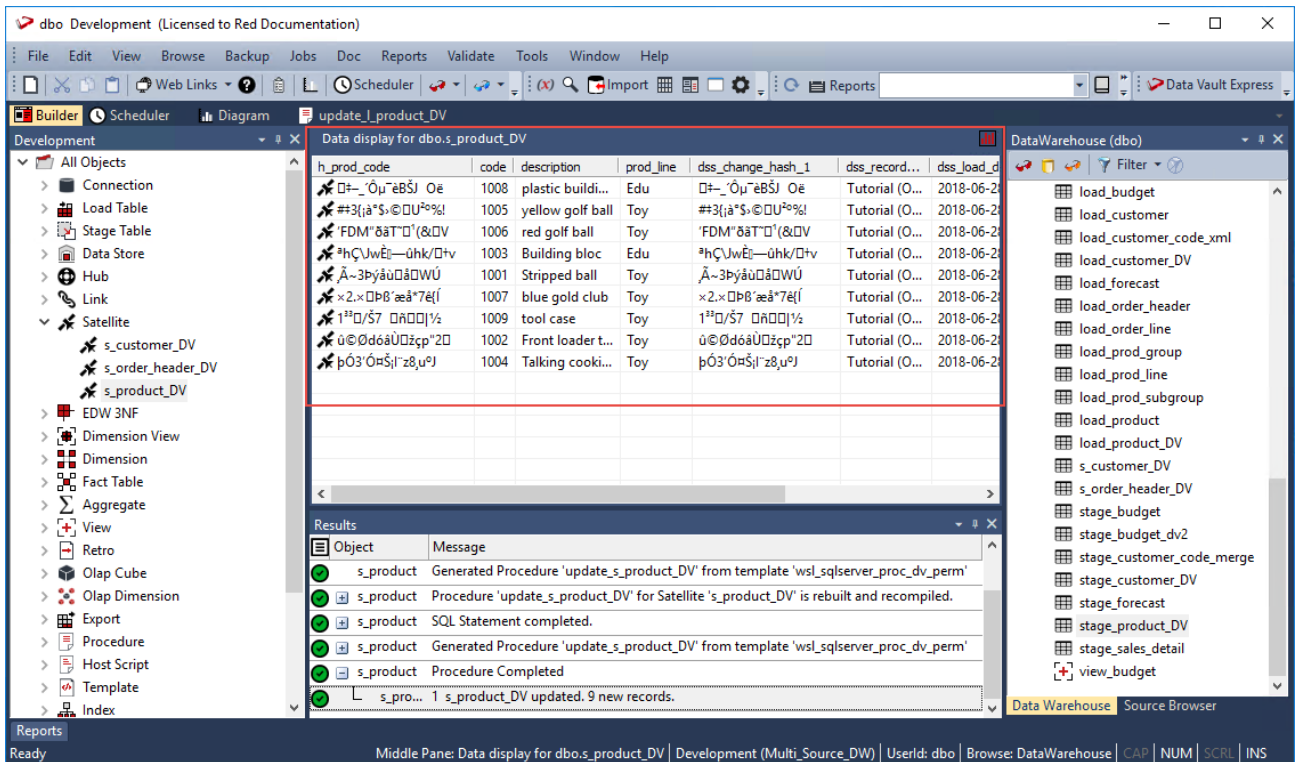 dbo Development (Licensed to Red Documentation)
File Edit View Browse Backup Jobs Doc Reports Validate Tools Window Help
Web Links Scheduler (x) Import Reports Data Vault Express
Builder Scheduler Diagram update_l_product_DV
Development
All Objects
Connection
Load Table
Stage Table
Data Store
Hub
Link
Satellite
s_customer_DV
s_order_header_DV
s_product_DV
EDW 3NF
Dimension View
Dimension
Fact Table
Aggregate
View
Retro
Olap Cube
Olap Dimension
Export
Procedure
Host Script
Template
Index
Data display for dbo.s_product_DV
h_prod_code code description prod_line dss_change_hash_1 dss_record... dss_load_d
1008 plastic buildi... Edu Tutorial (O... 2018-06-28
1005 yellow golf ball Toy Tutorial (O... 2018-06-28
1006 red golf ball Toy Tutorial (O... 2018-06-28
1003 Building bloc Edu Tutorial (O... 2018-06-28
1001 Stripped ball Toy Tutorial (O... 2018-06-28
1007 blue gold club Toy Tutorial (O... 2018-06-28
1009 tool case Toy Tutorial (O... 2018-06-28
1002 Front loader t... Toy Tutorial (O... 2018-06-28
1004 Talking cooki... Toy Tutorial (O... 2018-06-28
Results
Object Message
s_product Generated Procedure 'update_s_product_DV' from template 'wsl_sqlserver_proc_dv_perm'
s_product Procedure 'update_s_product_DV' for Satellite 's_product_DV' is rebuilt and recompiled.
s_product SQL Statement completed.
s_product Generated Procedure 'update_s_product_DV' from template 'wsl_sqlserver_proc_dv_perm'
s_product Procedure Completed
s_pro... 1 s_product_DV updated. 9 new records.
DataWarehouse (dbo)
Filter
load_budget
load_customer
load_customer_code_xml
load_customer_DV
load_forecast
load_order_header
load_order_line
load_prod_group
load_prod_line
load_prod_subgroup
load_product
load_product_DV
s_customer_DV
s_order_header_DV
stage_budget
stage_budget_dv2
stage_customer_code_merge
stage_customer_DV
stage_forecast
stage_product_DV
stage_sales_detail
view_budget
Data Warehouse Source Browser
Reports
Ready Middle Pane: Data display for dbo.s_product_DV Development (Multi_Source_DW) UserId: dbo Browse: DataWarehouse CAP NUM SCRL INS